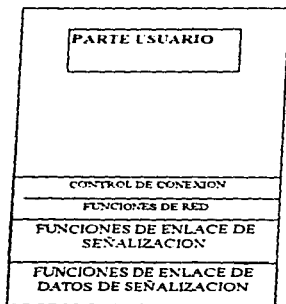 PARTE USUARIO
CONTROL DE CONEXION
FUNCIONES DE RED
FUNCIONES DE ENLACE DE
SEÑALIZACION
FUNCIONES DE ENLACE DE
DATOS DE SEÑALIZACION